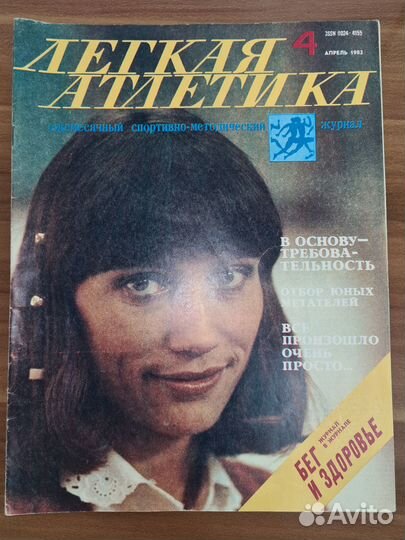 ISSN 0024-4155
ЛЕГКАЯ 4
АПРЕЛЬ 1983
АТЛЕТИКА
ежемесячный спортивно-методический журнал
В ОСНОВУ—
ТРЕБОВА-
ТЕЛЬНОСТЬ
ОТБОР ЮНЫХ
МЕТАТЕЛЕЙ
ВСЕ
ПРОИЗОШЛО
ОЧЕНЬ
ПРОСТО...
ЖУРНАЛ
В ЖУРНАЛЕ
БЕГ
И ЗДОРОВЬЕ
Avito